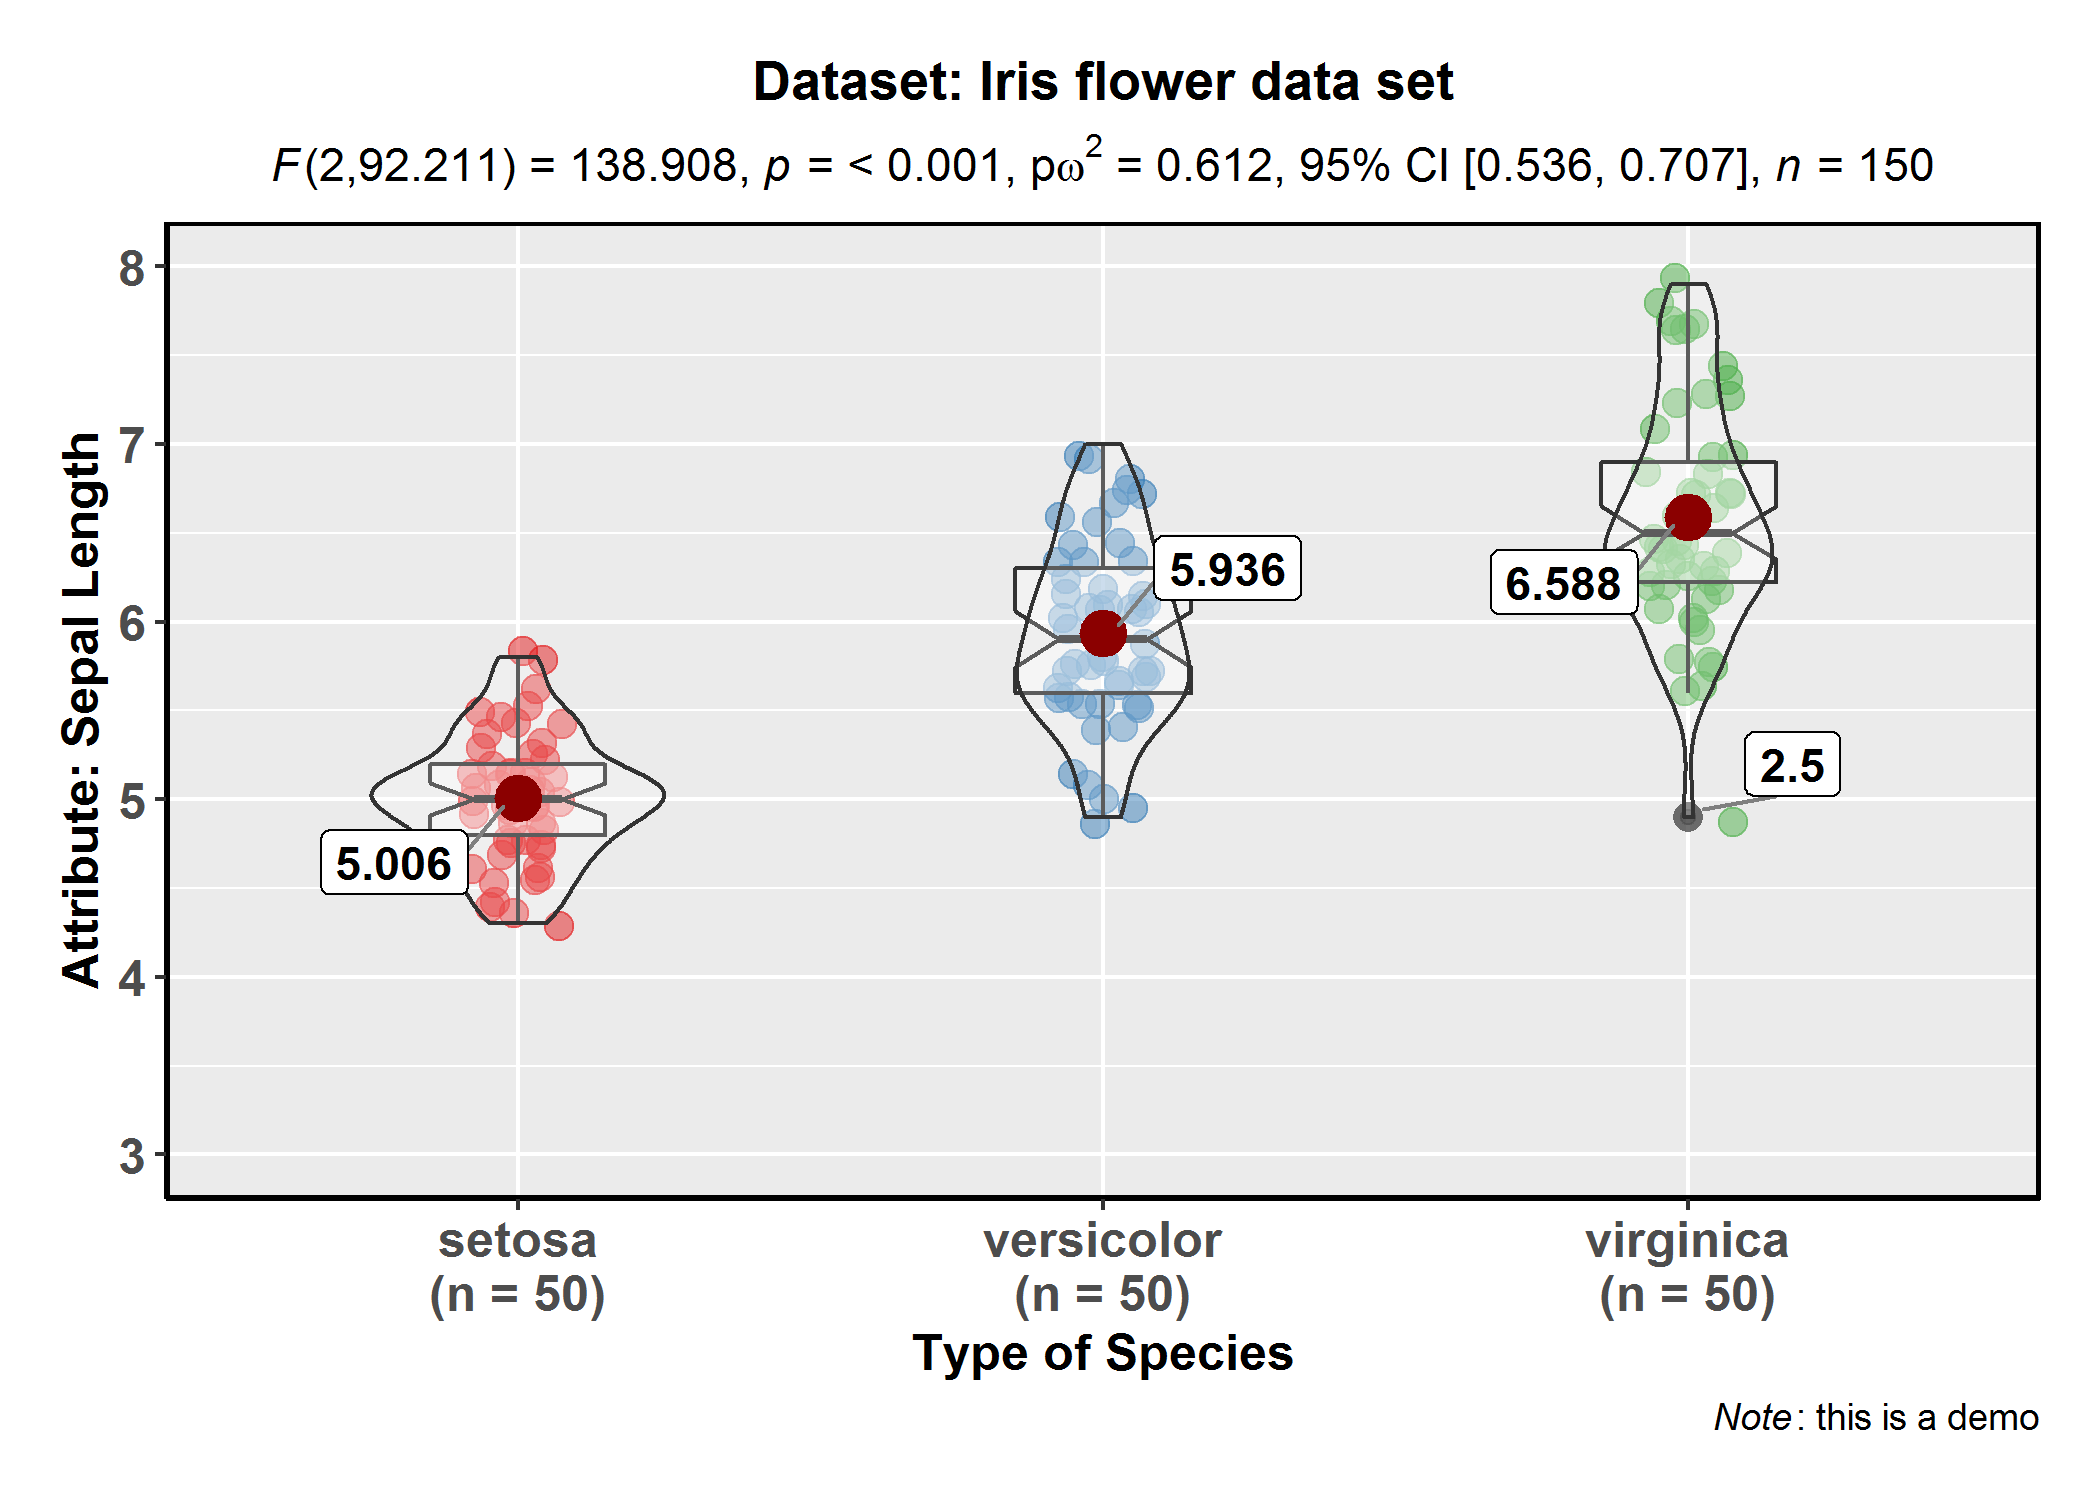 Dataset: Iris flower data set
F(2,92.211) = 138.908, p = < 0.001, pω² = 0.612, 95% CI [0.536, 0.707], n = 150
Attribute: Sepal Length
8
7
6
5
4
3
5.006
5.936
6.588
2.5
setosa
(n = 50)
versicolor
(n = 50)
virginica
(n = 50)
Type of Species
Note: this is a demo